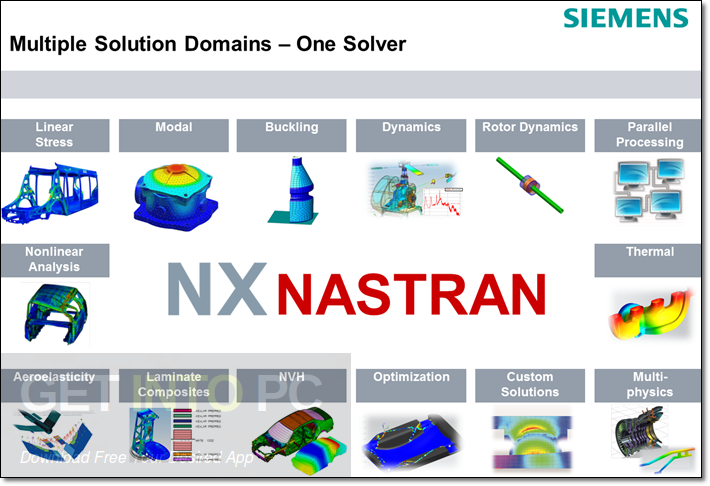 SIEMENS
Multiple Solution Domains – One Solver
Linear
Stress
Modal
Buckling
Dynamics
Rotor Dynamics
Parallel
Processing
Nonlinear
Analysis
NX NASTRAN
Thermal
Aeroelasticity
Laminate
Composites
NVH
Optimization
Custom
Solutions
Multi-
physics
GET INTO PC
Download Free Your Desired App